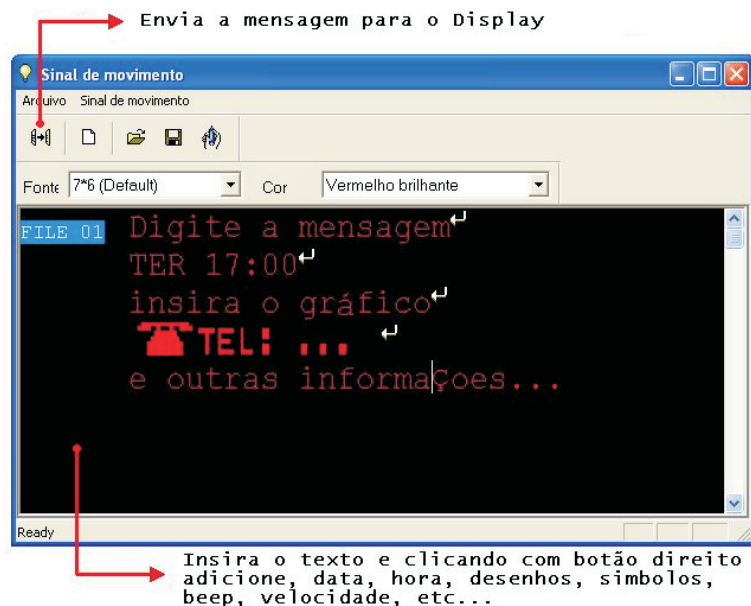 Envia a mensagem para o Display
Sinal de movimento
Arquivo Sinal de movimento
Fonte 7*6 (Default) Cor Vermelho brilhante
FILE 01 Digite a mensagem
TER 17:00
insira o gráfico
TEL: ...
e outras informaçoes...
Ready
Insira o texto e clicando com botão direito
adicione, data, hora, desenhos, simbolos,
beep, velocidade, etc...